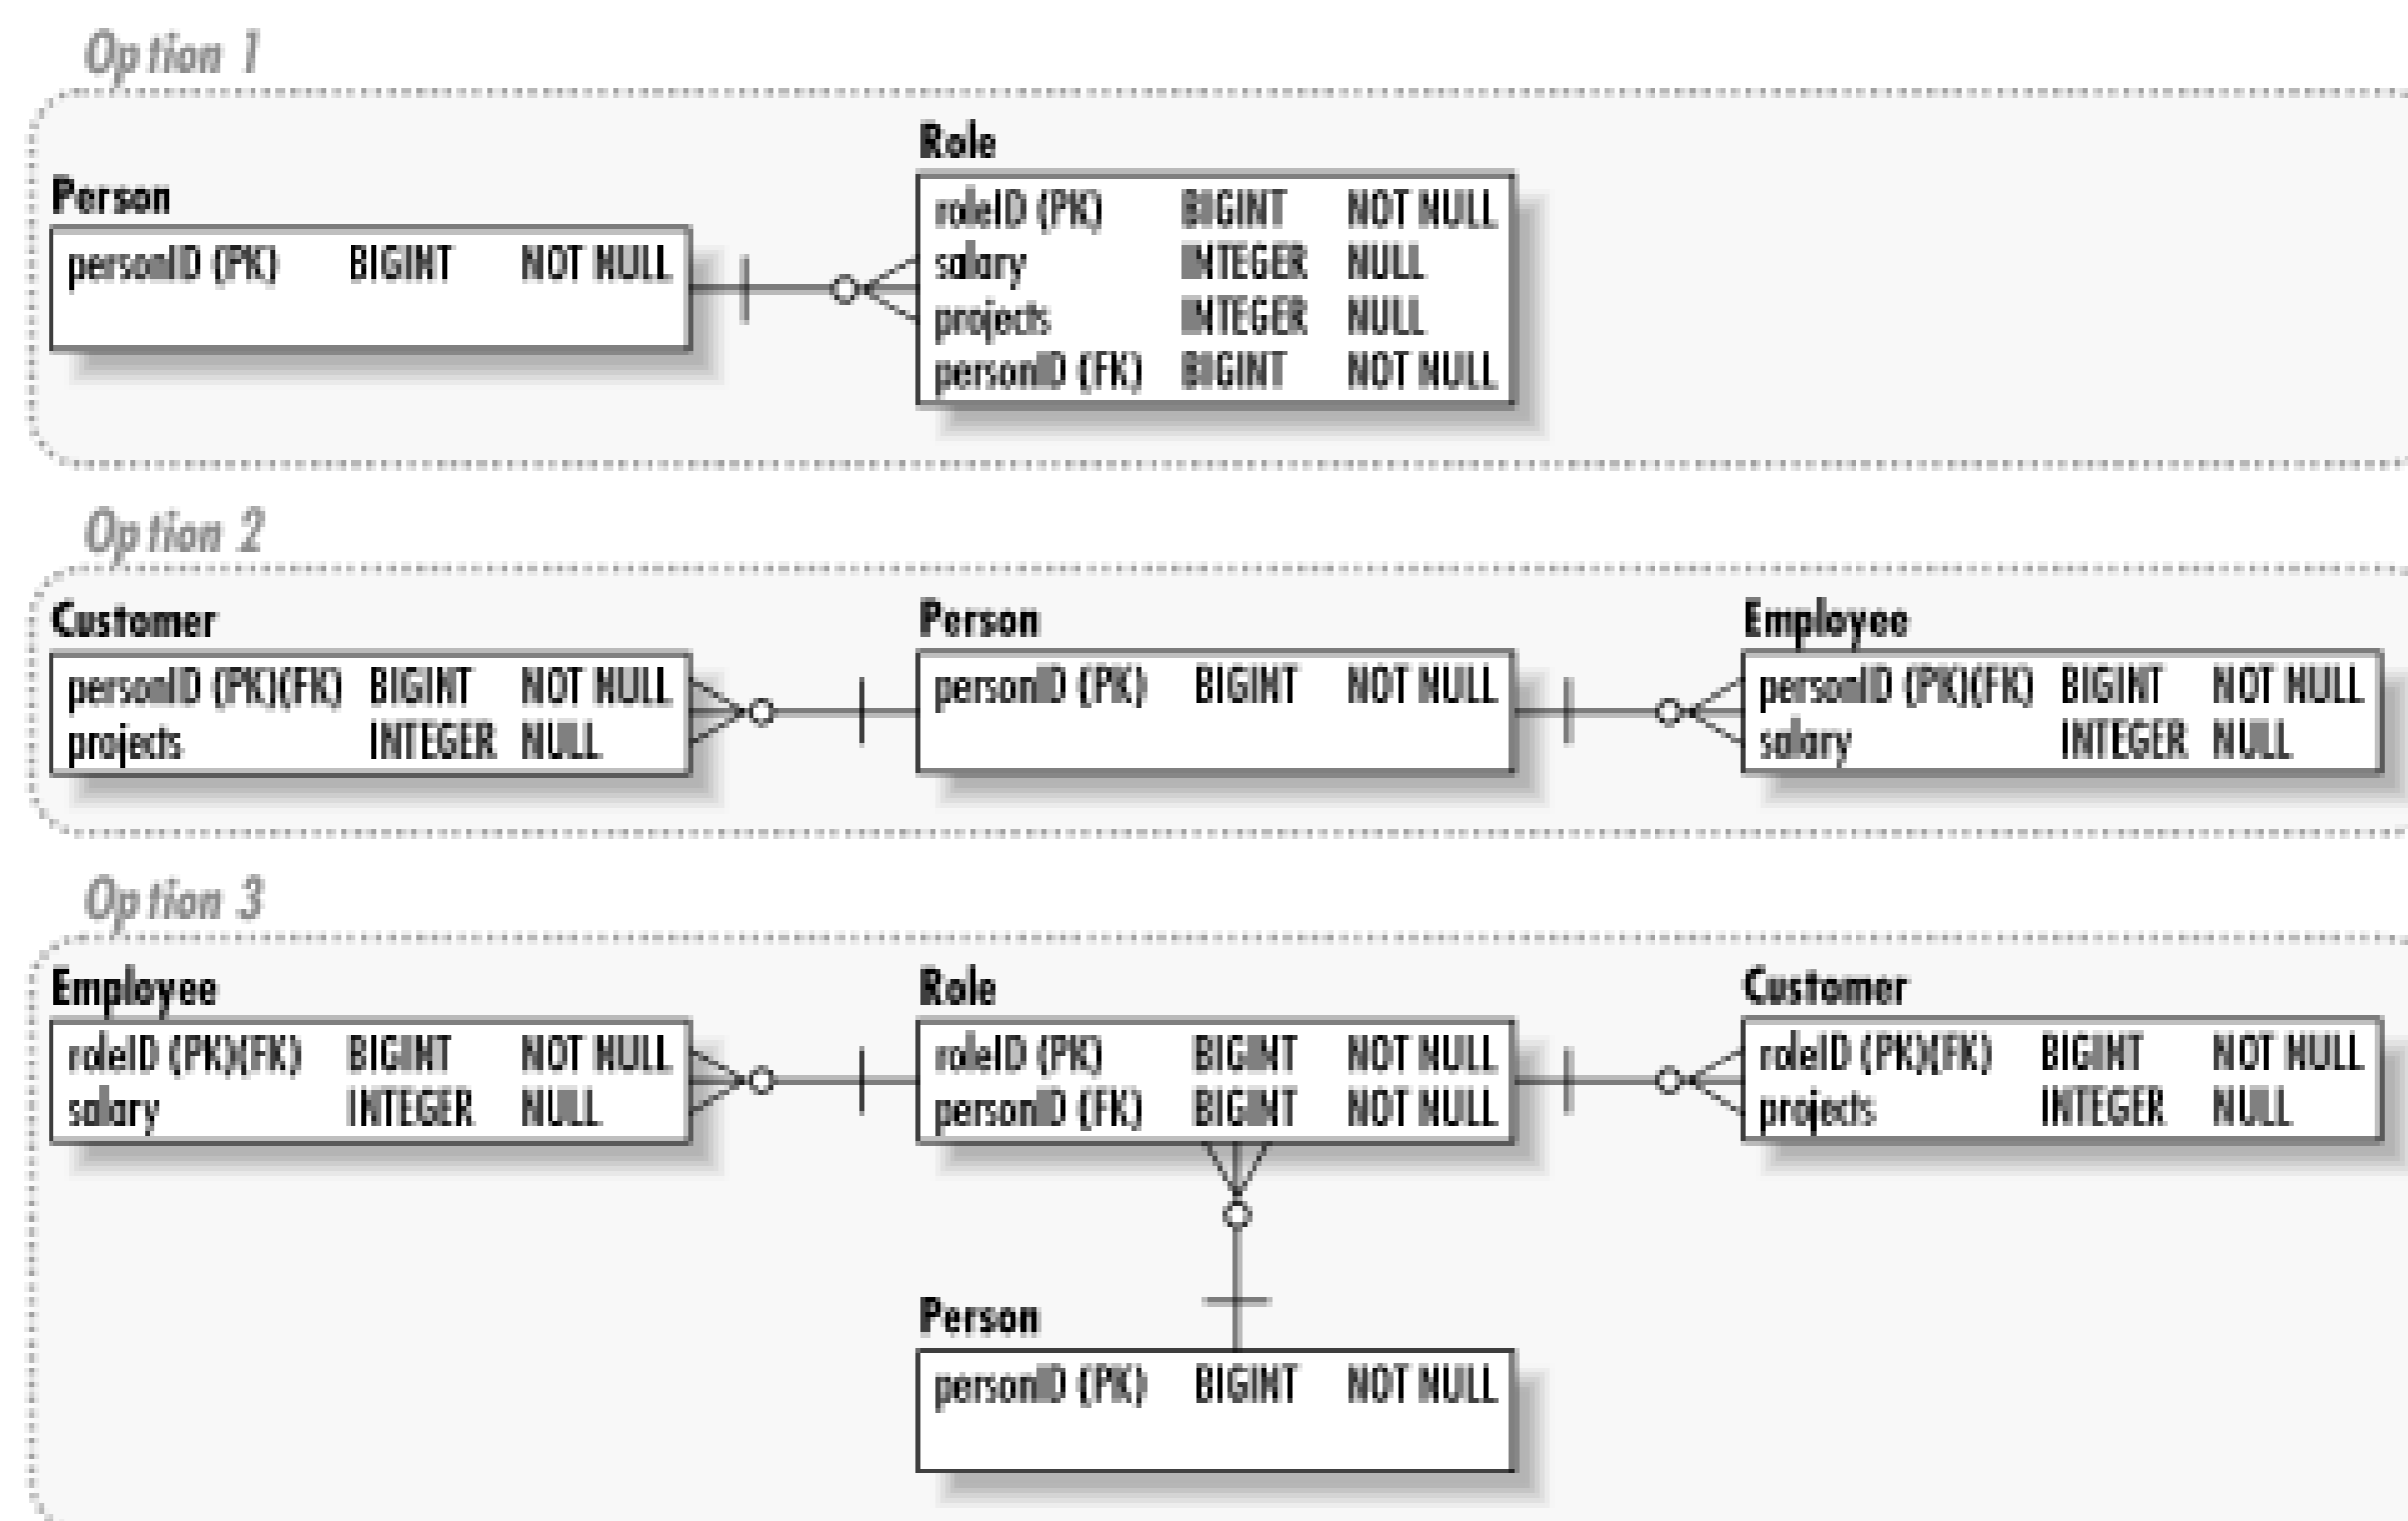 Option 1
Role
Person
roleID (PK) BIGINT NOT NULL
salary INTEGER NULL
projects INTEGER NULL
personID (FK) BIGINT NOT NULL
personID (PK) BIGINT NOT NULL
Option 2
Customer
personID (PK)(FK) BIGINT NOT NULL
projects INTEGER NULL
Person
personID (PK) BIGINT NOT NULL
Employee
personID (PK)(FK) BIGINT NOT NULL
salary INTEGER NULL
Option 3
Employee
roleID (PK)(FK) BIGINT NOT NULL
salary INTEGER NULL
Role
roleID (PK) BIGINT NOT NULL
personID (FK) BIGINT NOT NULL
Customer
roleID (PK)(FK) BIGINT NOT NULL
projects INTEGER NULL
Person
personID (PK) BIGINT NOT NULL